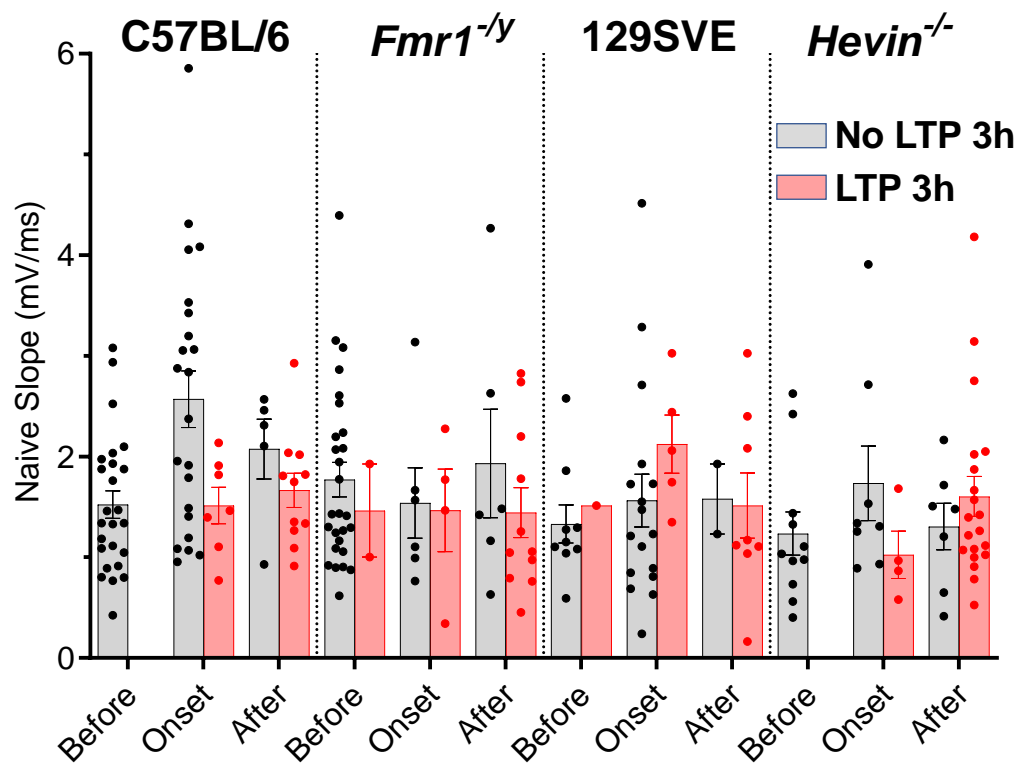 C57BL/6 Fmr1-/y 129SVE Hevin-/-
No LTP 3h
LTP 3h
Naive Slope (mV/ms)
6
4
2
0
Before Onset After Before Onset After Before Onset After Before Onset After